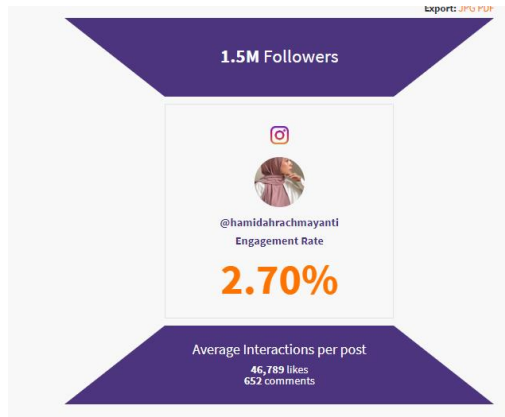 Export: JPG PDF
1.5M Followers
@hamidahrachmayanti
Engagement Rate
2.70%
Average Interactions per post
46,789 likes
652 comments